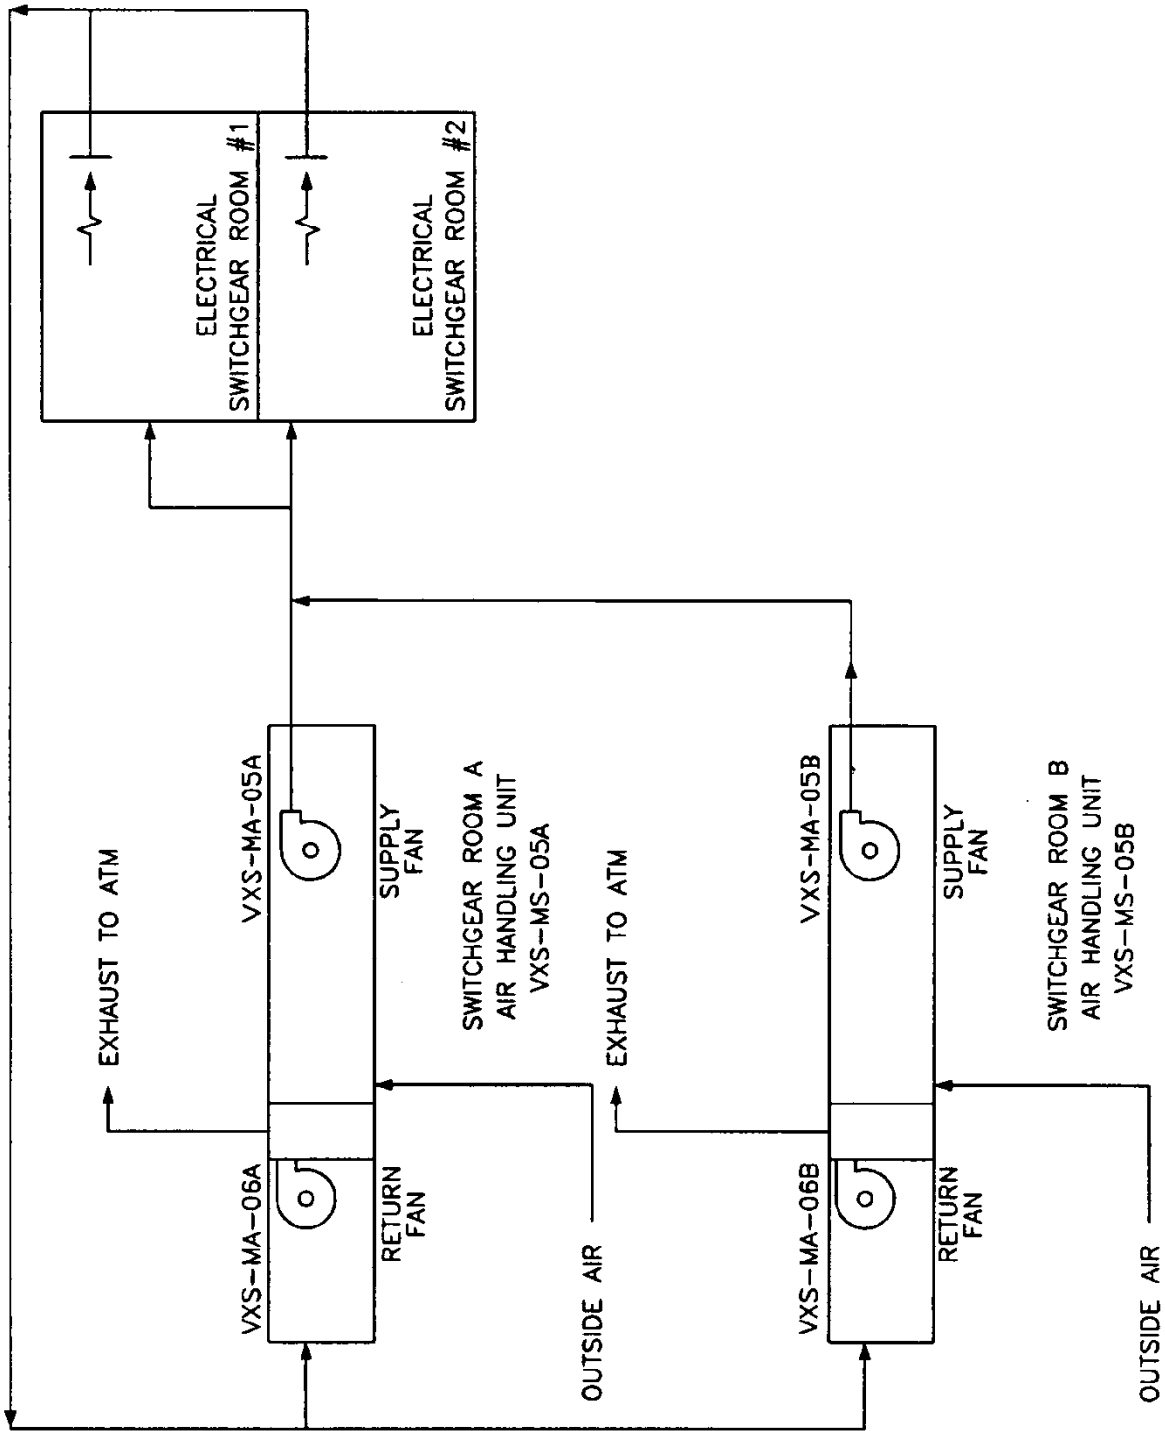 ELECTRICAL
SWITCHGEAR ROOM #1
ELECTRICAL
SWITCHGEAR ROOM #2
EXHAUST TO ATM
VXS-MA-06A
VXS-MA-05A
RETURN
FAN
SUPPLY
FAN
SWITCHGEAR ROOM A
AIR HANDLING UNIT
VXS-MS-05A
OUTSIDE AIR
EXHAUST TO ATM
VXS-MA-06B
VXS-MA-05B
RETURN
FAN
SUPPLY
FAN
SWITCHGEAR ROOM B
AIR HANDLING UNIT
VXS-MS-05B
OUTSIDE AIR